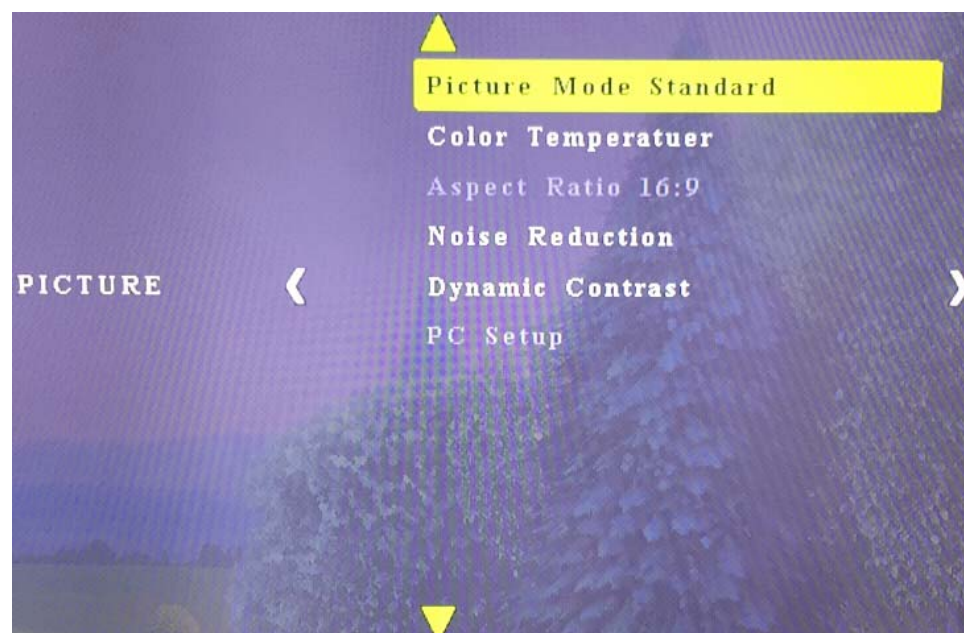 Picture Mode Standard
Color Temperatuer
Aspect Ratio 16:9
Noise Reduction
PICTURE
Dynamic Contrast
PC Setup